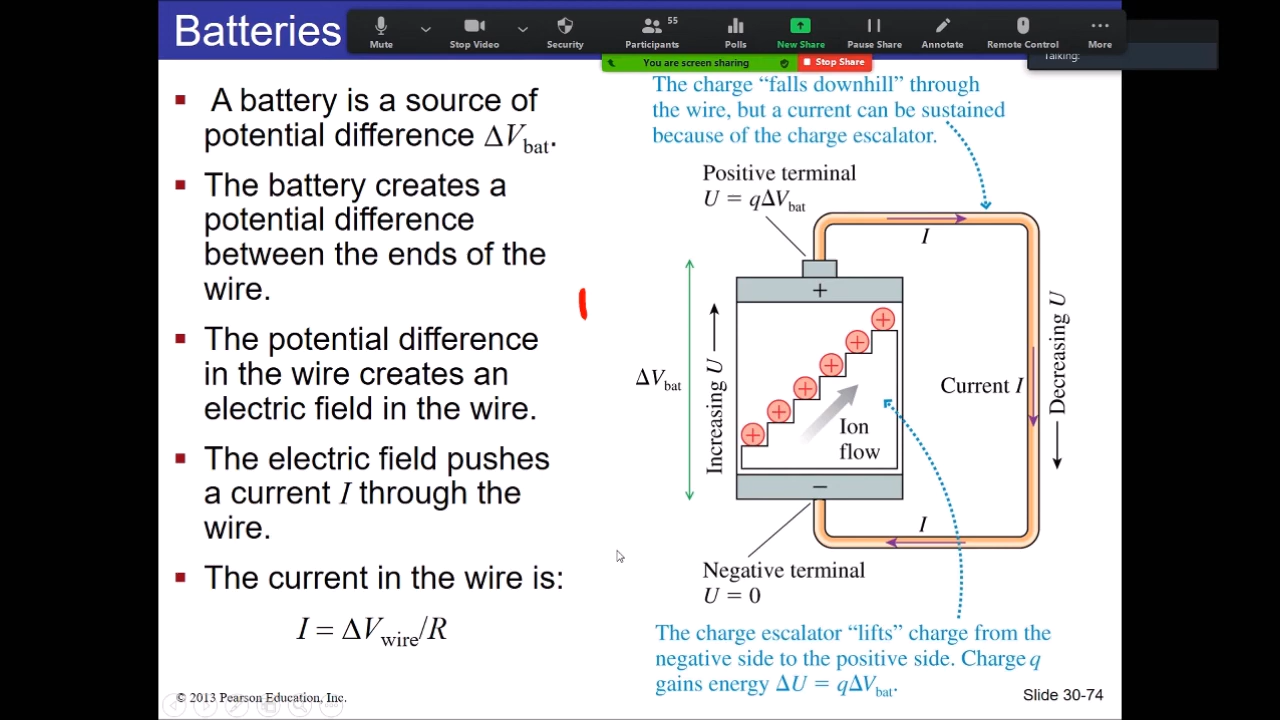 Batteries
Mute
Stop Video
Security
55
Participants
Polls
New Share
Pause Share
Annotate
Remote Control
More
You are screen sharing
Stop Share
Talking:
▪ A battery is a source of
potential difference ΔVbat.
▪ The battery creates a
potential difference
between the ends of the
wire.
▪ The potential difference
in the wire creates an
electric field in the wire.
▪ The electric field pushes
a current I through the
wire.
▪ The current in the wire is:
I = ΔVwire/R
The charge “falls downhill” through
the wire, but a current can be sustained
because of the charge escalator.
Positive terminal
U = qΔVbat
I
+
ΔVbat
Increasing U
+
+
+
+
+
+
Ion
flow
Current I
Decreasing U
−
I
Negative terminal
U = 0
The charge escalator “lifts” charge from the
negative side to the positive side. Charge q
gains energy ΔU = qΔVbat.
© 2013 Pearson Education, Inc.
Slide 30-74